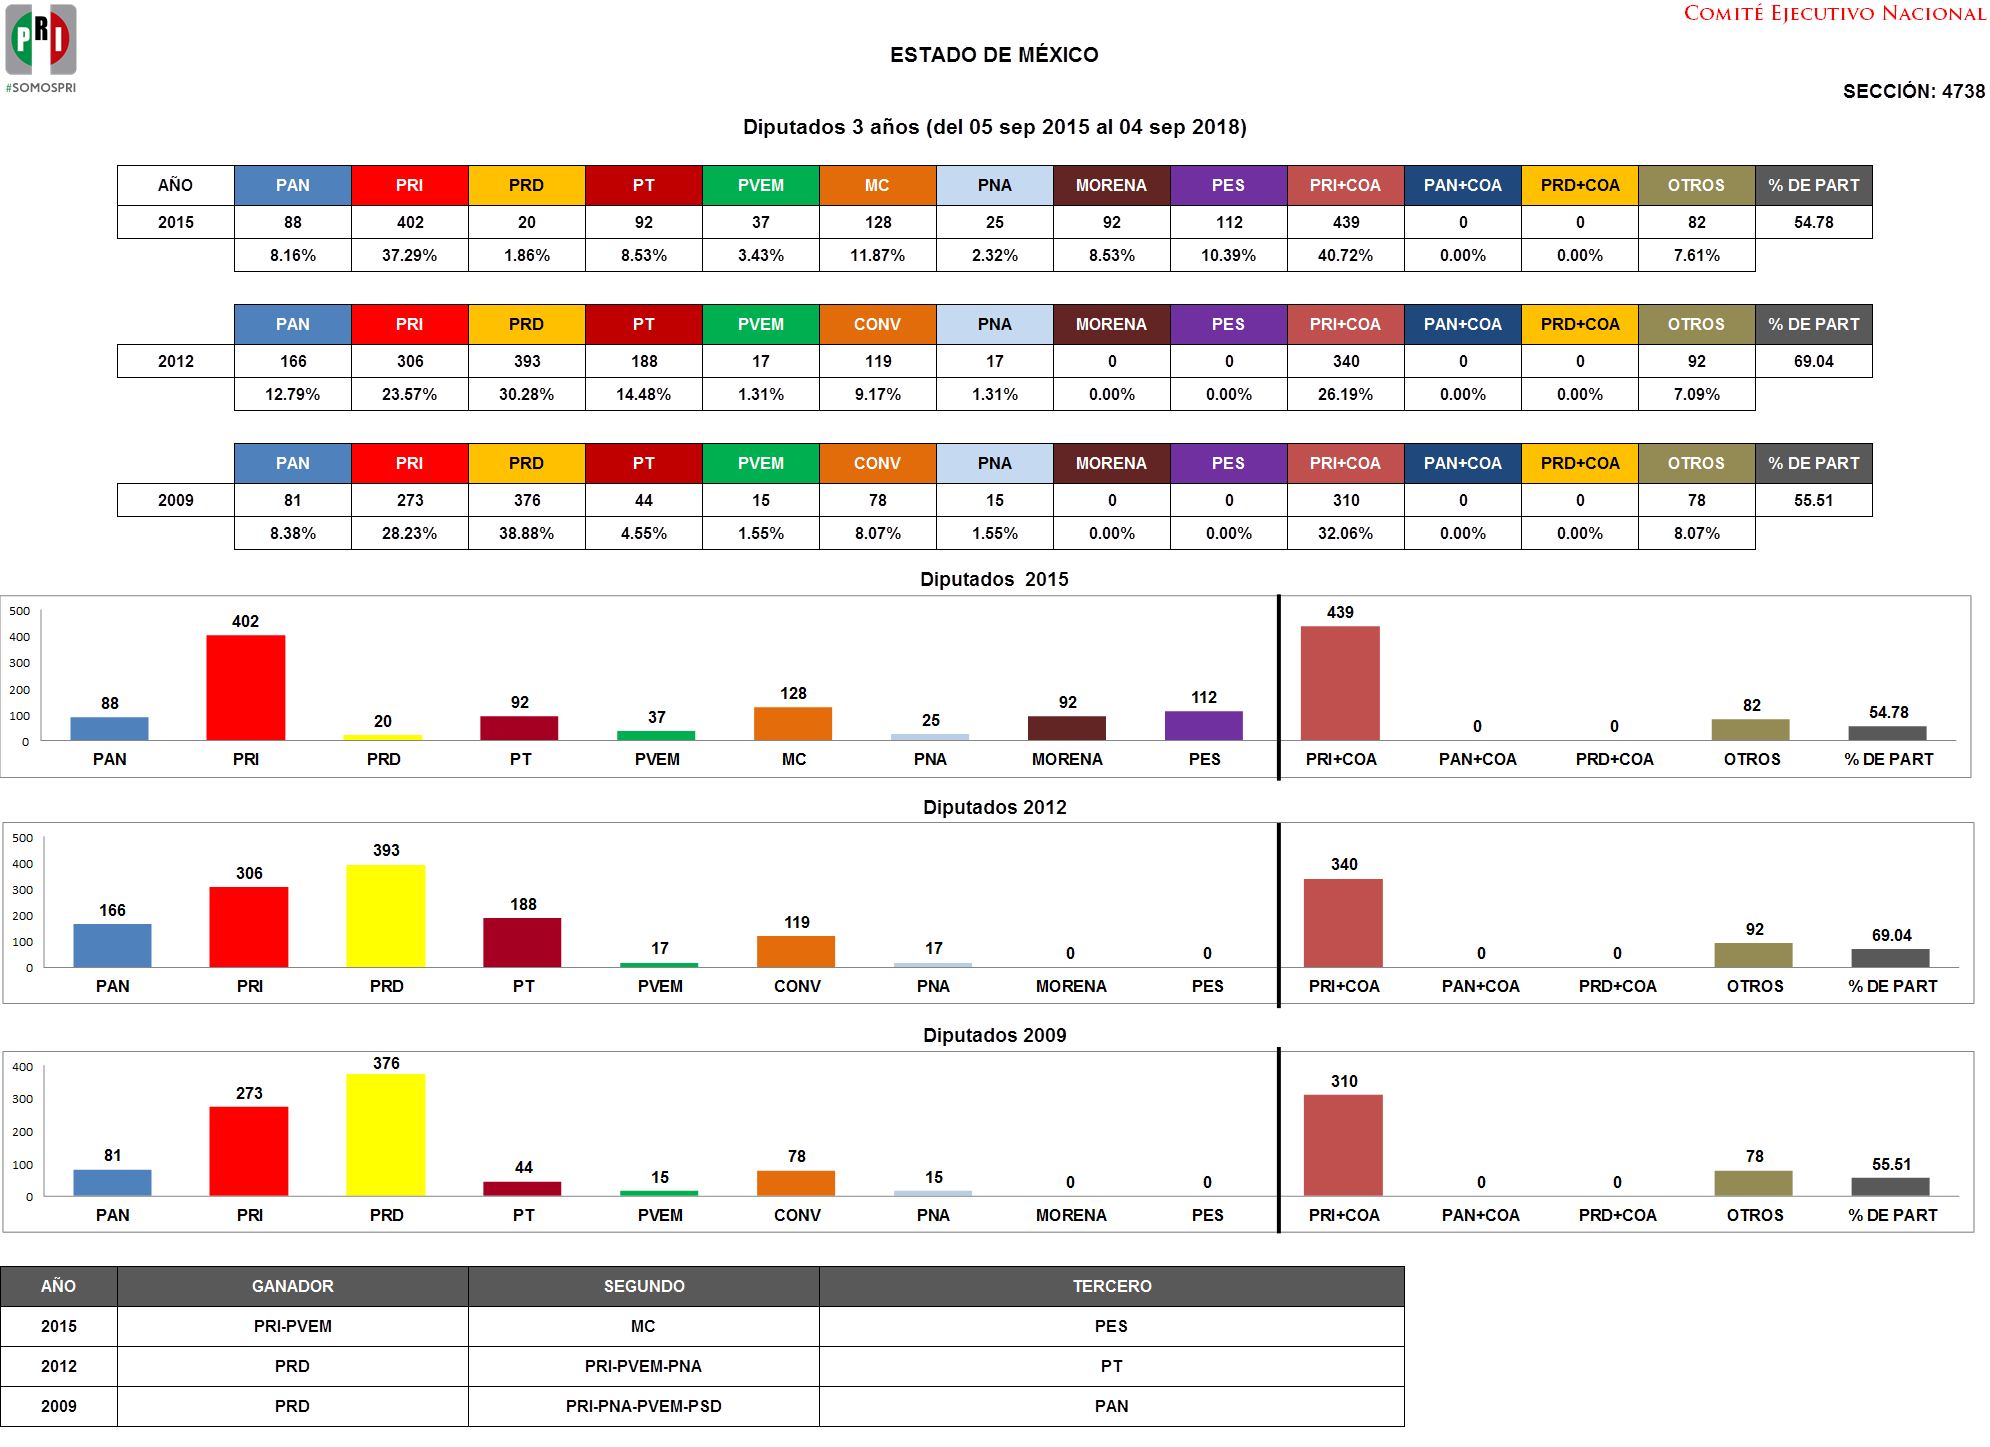 PRI
#SOMOSPRI
COMITÉ EJECUTIVO NACIONAL
ESTADO DE MÉXICO
SECCIÓN: 4738
Diputados 3 años (del 05 sep 2015 al 04 sep 2018)
AÑO PAN PRI PRD PT PVEM MC PNA MORENA PES PRI+COA PAN+COA PRD+COA OTROS % DE PART
2015 88 402 20 92 37 128 25 92 112 439 0 0 82 54.78
8.16% 37.29% 1.86% 8.53% 3.43% 11.87% 2.32% 8.53% 10.39% 40.72% 0.00% 0.00% 7.61%
PAN PRI PRD PT PVEM CONV PNA MORENA PES PRI+COA PAN+COA PRD+COA OTROS % DE PART
2012 166 306 393 188 17 119 17 0 0 340 0 0 92 69.04
12.79% 23.57% 30.28% 14.48% 1.31% 9.17% 1.31% 0.00% 0.00% 26.19% 0.00% 0.00% 7.09%
PAN PRI PRD PT PVEM CONV PNA MORENA PES PRI+COA PAN+COA PRD+COA OTROS % DE PART
2009 81 273 376 44 15 78 15 0 0 310 0 0 78 55.51
8.38% 28.23% 38.88% 4.55% 1.55% 8.07% 1.55% 0.00% 0.00% 32.06% 0.00% 0.00% 8.07%
Diputados 2015
500
400
300
200
100
0
88 402 20 92 37 128 25 92 112 439 0 0 82 54.78
PAN PRI PRD PT PVEM MC PNA MORENA PES PRI+COA PAN+COA PRD+COA OTROS % DE PART
Diputados 2012
500
400
300
200
100
0
166 306 393 188 17 119 17 0 0 340 0 0 92 69.04
PAN PRI PRD PT PVEM CONV PNA MORENA PES PRI+COA PAN+COA PRD+COA OTROS % DE PART
Diputados 2009
400
300
200
100
0
81 273 376 44 15 78 15 0 0 310 0 0 78 55.51
PAN PRI PRD PT PVEM CONV PNA MORENA PES PRI+COA PAN+COA PRD+COA OTROS % DE PART
AÑO GANADOR SEGUNDO TERCERO
2015 PRI-PVEM MC PES
2012 PRD PRI-PVEM-PNA PT
2009 PRD PRI-PNA-PVEM-PSD PAN